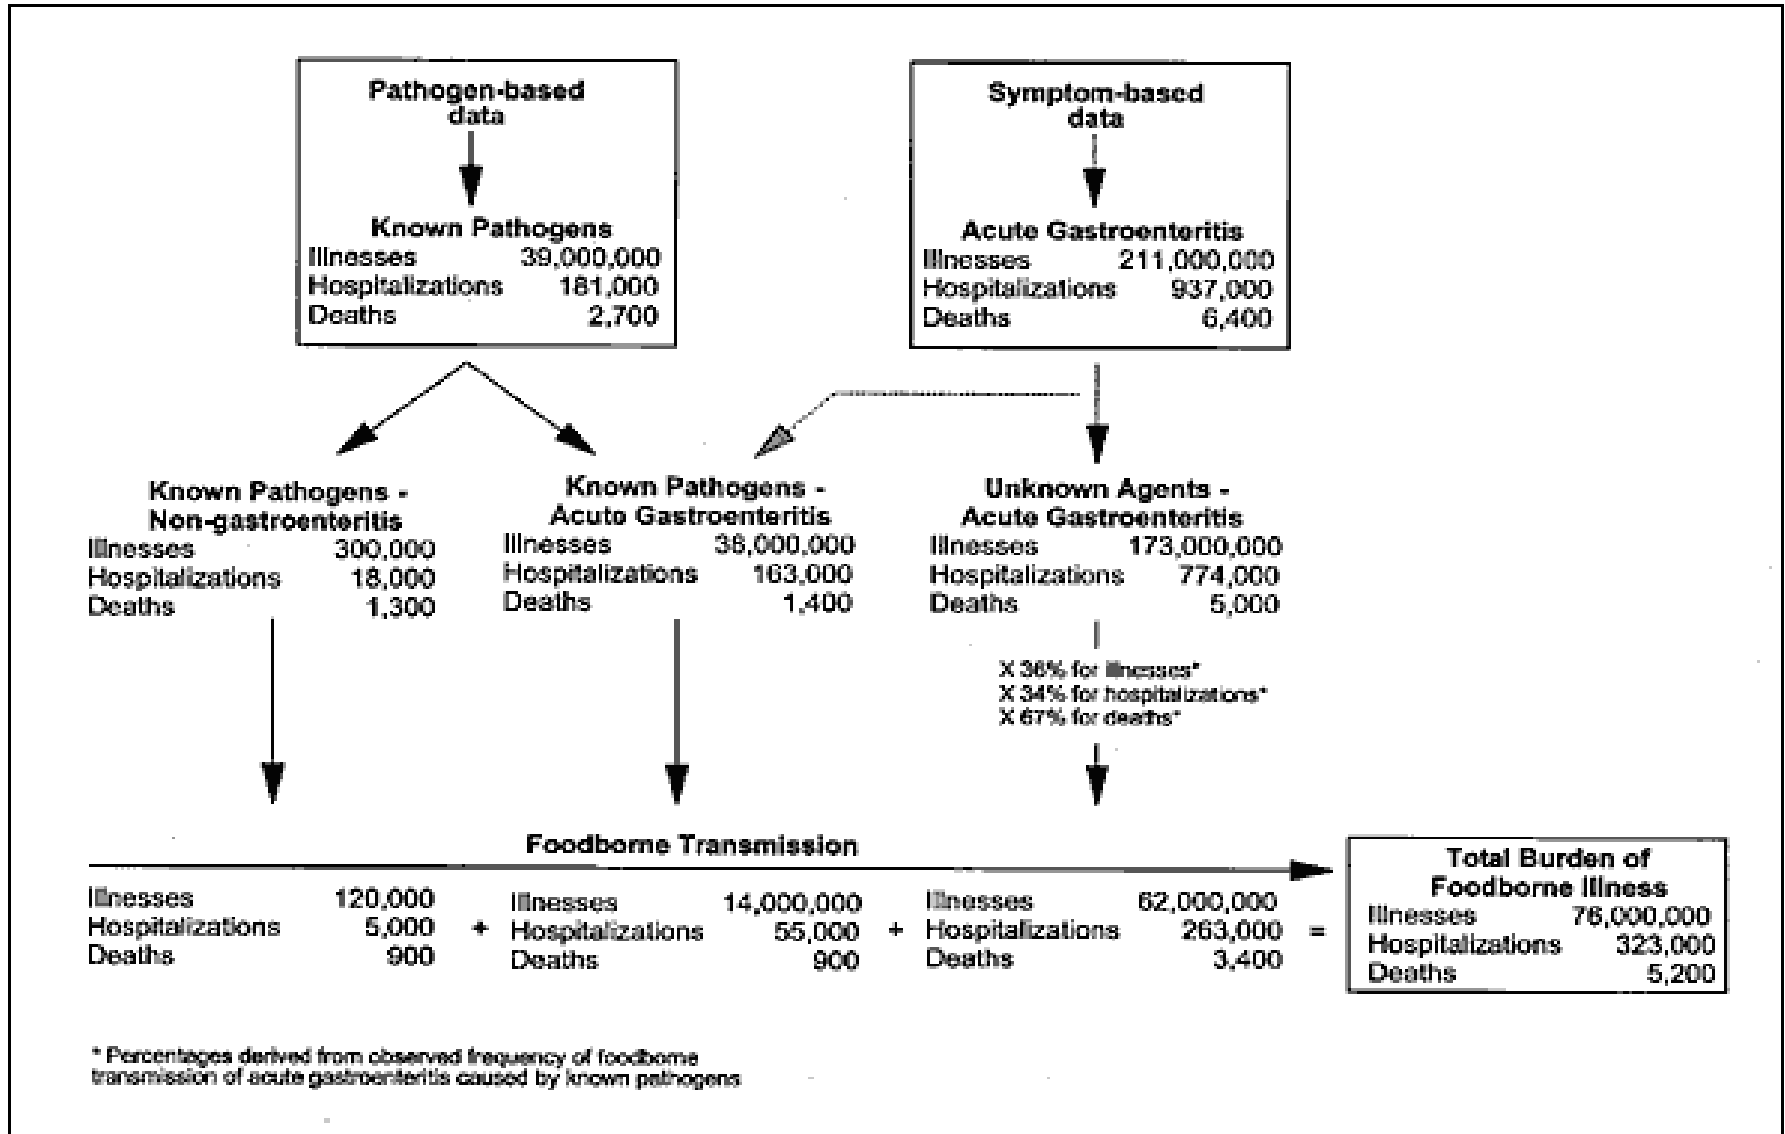 Pathogen-based
data
Known Pathogens
Illnesses 39,000,000
Hospitalizations 181,000
Deaths 2,700
Symptom-based
data
Acute Gastroenteritis
Illnesses 211,000,000
Hospitalizations 937,000
Deaths 6,400
Known Pathogens -
Non-gastroenteritis
Illnesses 300,000
Hospitalizations 18,000
Deaths 1,300
Known Pathogens -
Acute Gastroenteritis
Illnesses 38,000,000
Hospitalizations 163,000
Deaths 1,400
Unknown Agents -
Acute Gastroenteritis
Illnesses 173,000,000
Hospitalizations 774,000
Deaths 5,000
X 36% for illnesses*
X 34% for hospitalizations*
X 67% for deaths*
Foodborne Transmission
Illnesses 120,000
Hospitalizations 5,000
Deaths 900
+
Illnesses 14,000,000
Hospitalizations 55,000
Deaths 900
+
Illnesses 62,000,000
Hospitalizations 263,000
Deaths 3,400
=
Total Burden of
Foodborne Illness
Illnesses 76,000,000
Hospitalizations 323,000
Deaths 5,200
* Percentages derived from observed frequency of foodborne
transmission of acute gastroenteritis caused by known pathogens